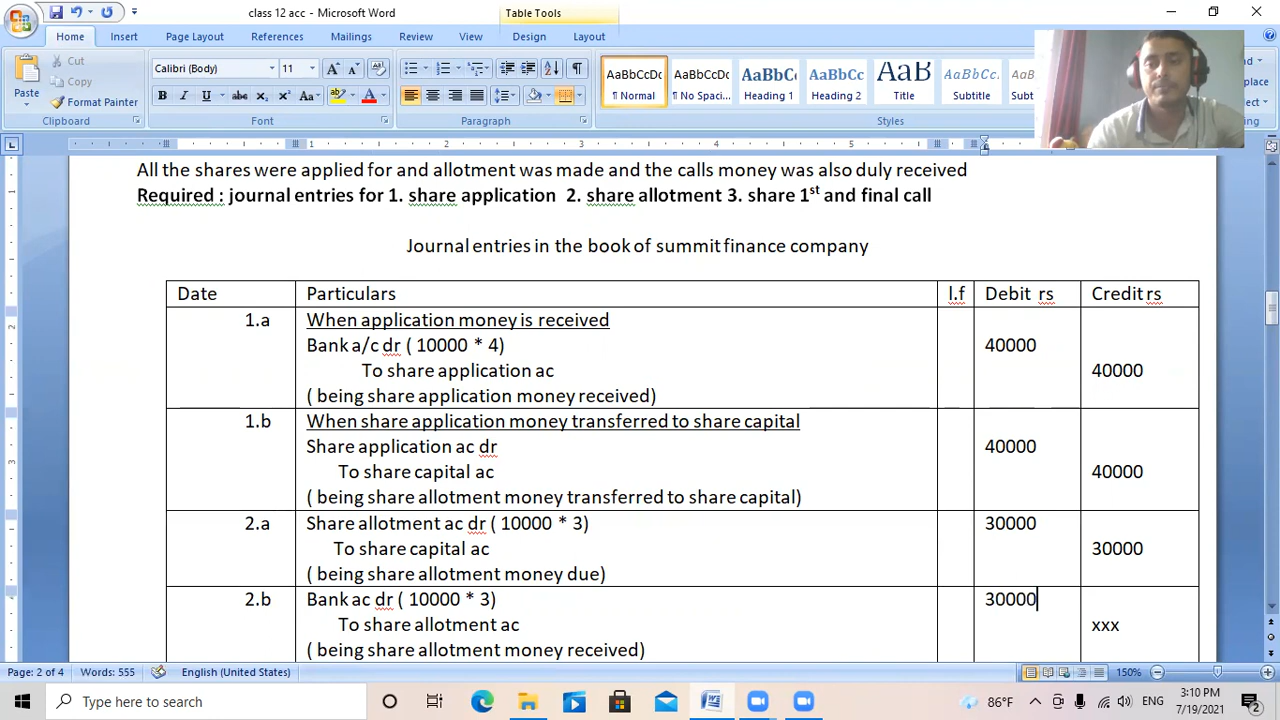 class 12 acc - Microsoft Word
Table Tools
Home Insert Page Layout References Mailings Review View Design Layout
Cut
Copy
Format Painter
Paste
Clipboard
Calibri (Body) 11
Font
Paragraph
AaBbCcDc AaBbCcDc AaBbCc AaBbCc AaB AaBbCcDc
¶ Normal ¶ No Spaci... Heading 1 Heading 2 Title Subtitle
Styles
All the shares were applied for and allotment was made and the calls money was also duly received
Required : journal entries for 1. share application 2. share allotment 3. share 1st and final call
Journal entries in the book of summit finance company
Date Particulars l.f Debit rs Credit rs
1.a When application money is received
Bank a/c dr ( 10000 * 4) 40000
To share application ac 40000
( being share application money received)
1.b When share application money transferred to share capital
Share application ac dr 40000
To share capital ac 40000
( being share allotment money transferred to share capital)
2.a Share allotment ac dr ( 10000 * 3) 30000
To share capital ac 30000
( being share allotment money due)
2.b Bank ac dr ( 10000 * 3) 30000
To share allotment ac xxx
( being share allotment money received)
Page: 2 of 4 Words: 555 English (United States) 150%
Type here to search 86°F ENG 3:10 PM
7/19/2021 2